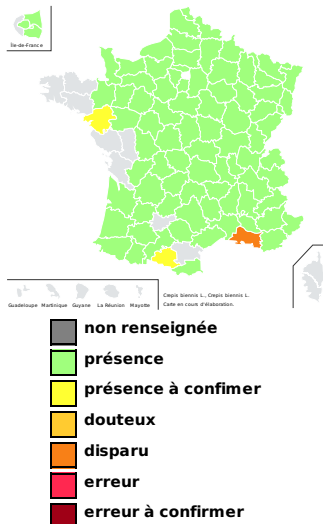 Île-de-France
Guadeloupe Martinique Guyane La Réunion Mayotte
Crepis biennis L., Crepis biennis L.
Carte en cours d'élaboration.
non renseignée
présence
présence à confimer
douteux
disparu
erreur
erreur à confirmer